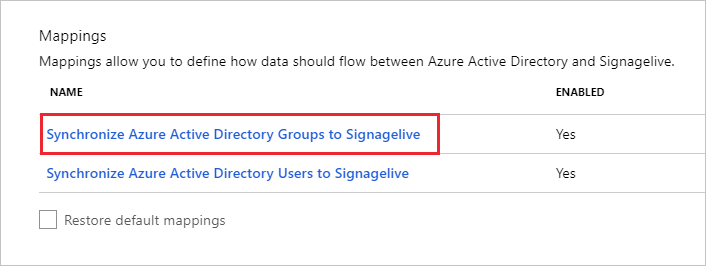 Mappings
Mappings allow you to define how data should flow between Azure Active Directory and Signagelive.
NAME ENABLED
Synchronize Azure Active Directory Groups to Signagelive Yes
Synchronize Azure Active Directory Users to Signagelive Yes
Restore default mappings